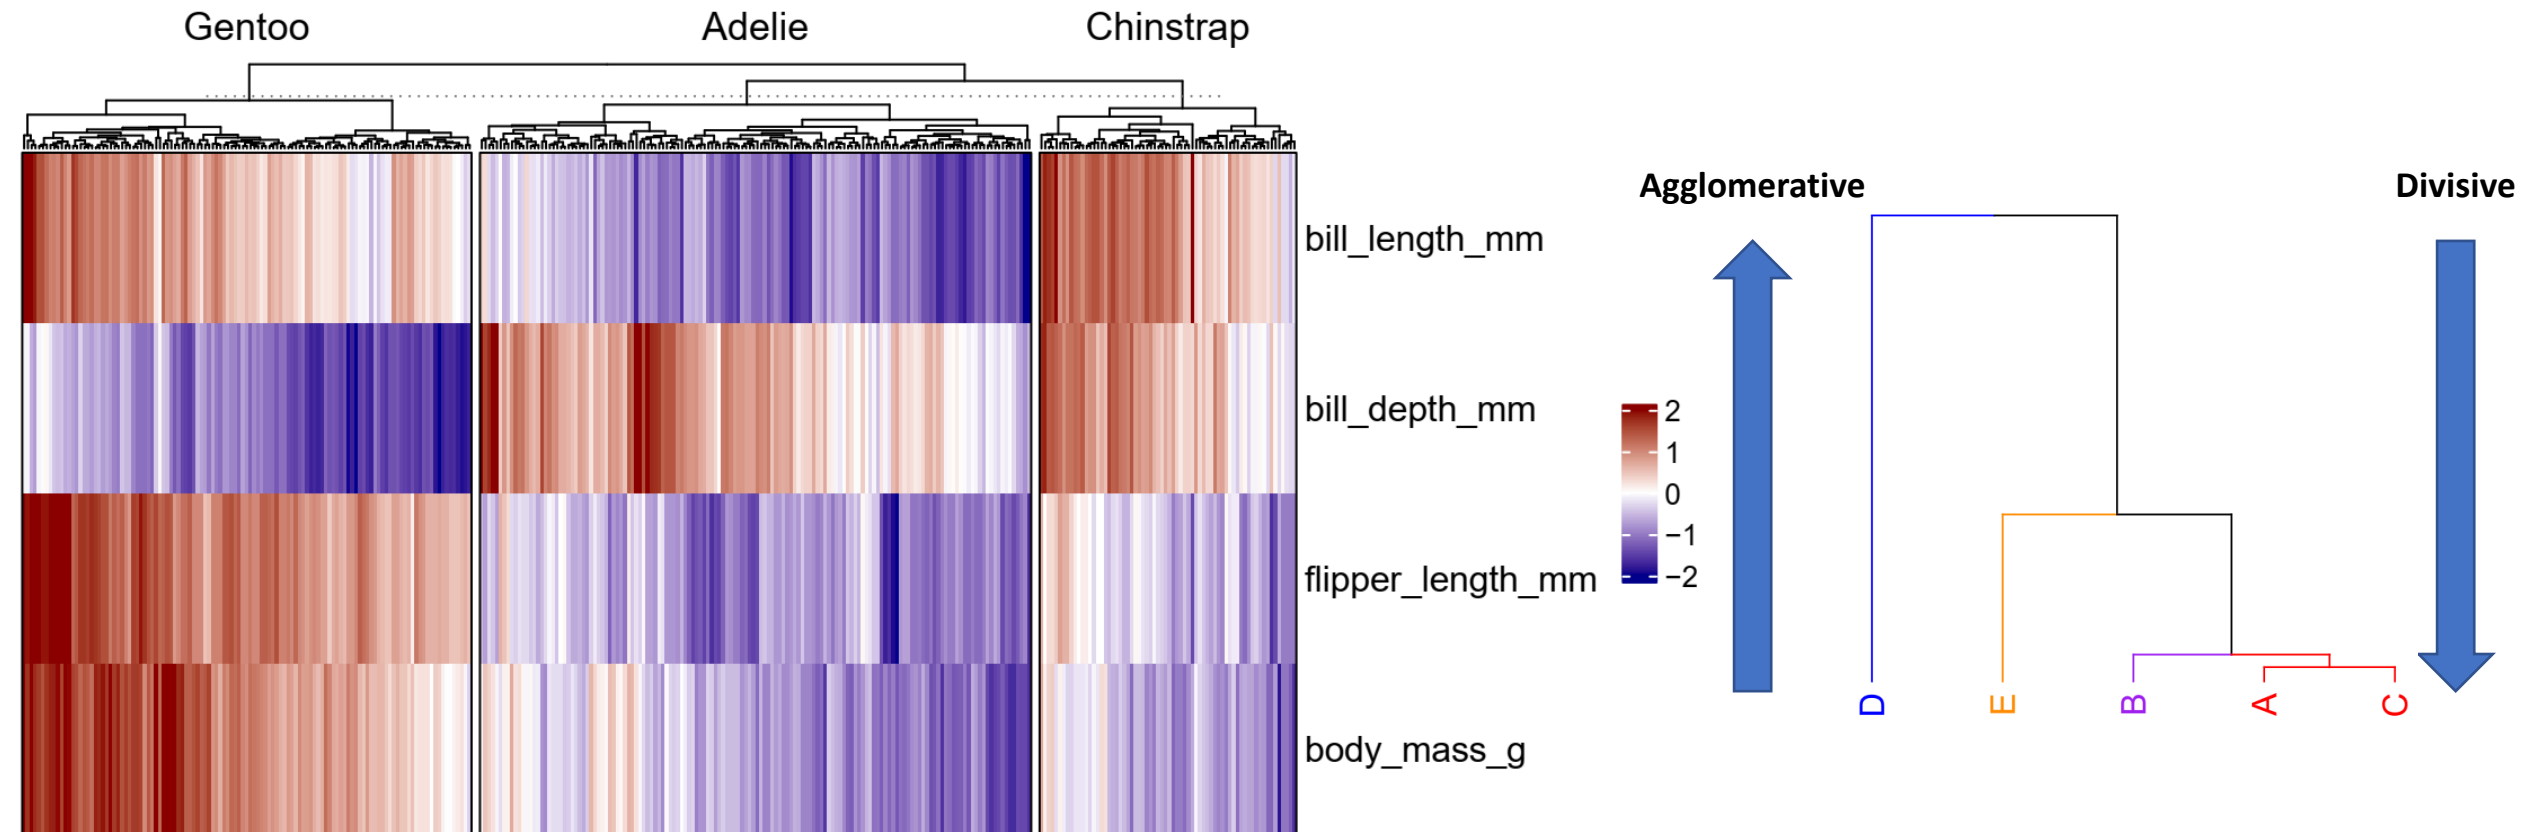 Gentoo Adelie Chinstrap
bill_length_mm
bill_depth_mm
flipper_length_mm
body_mass_g
2
1
0
−1
−2
Agglomerative
Divisive
D E B A C